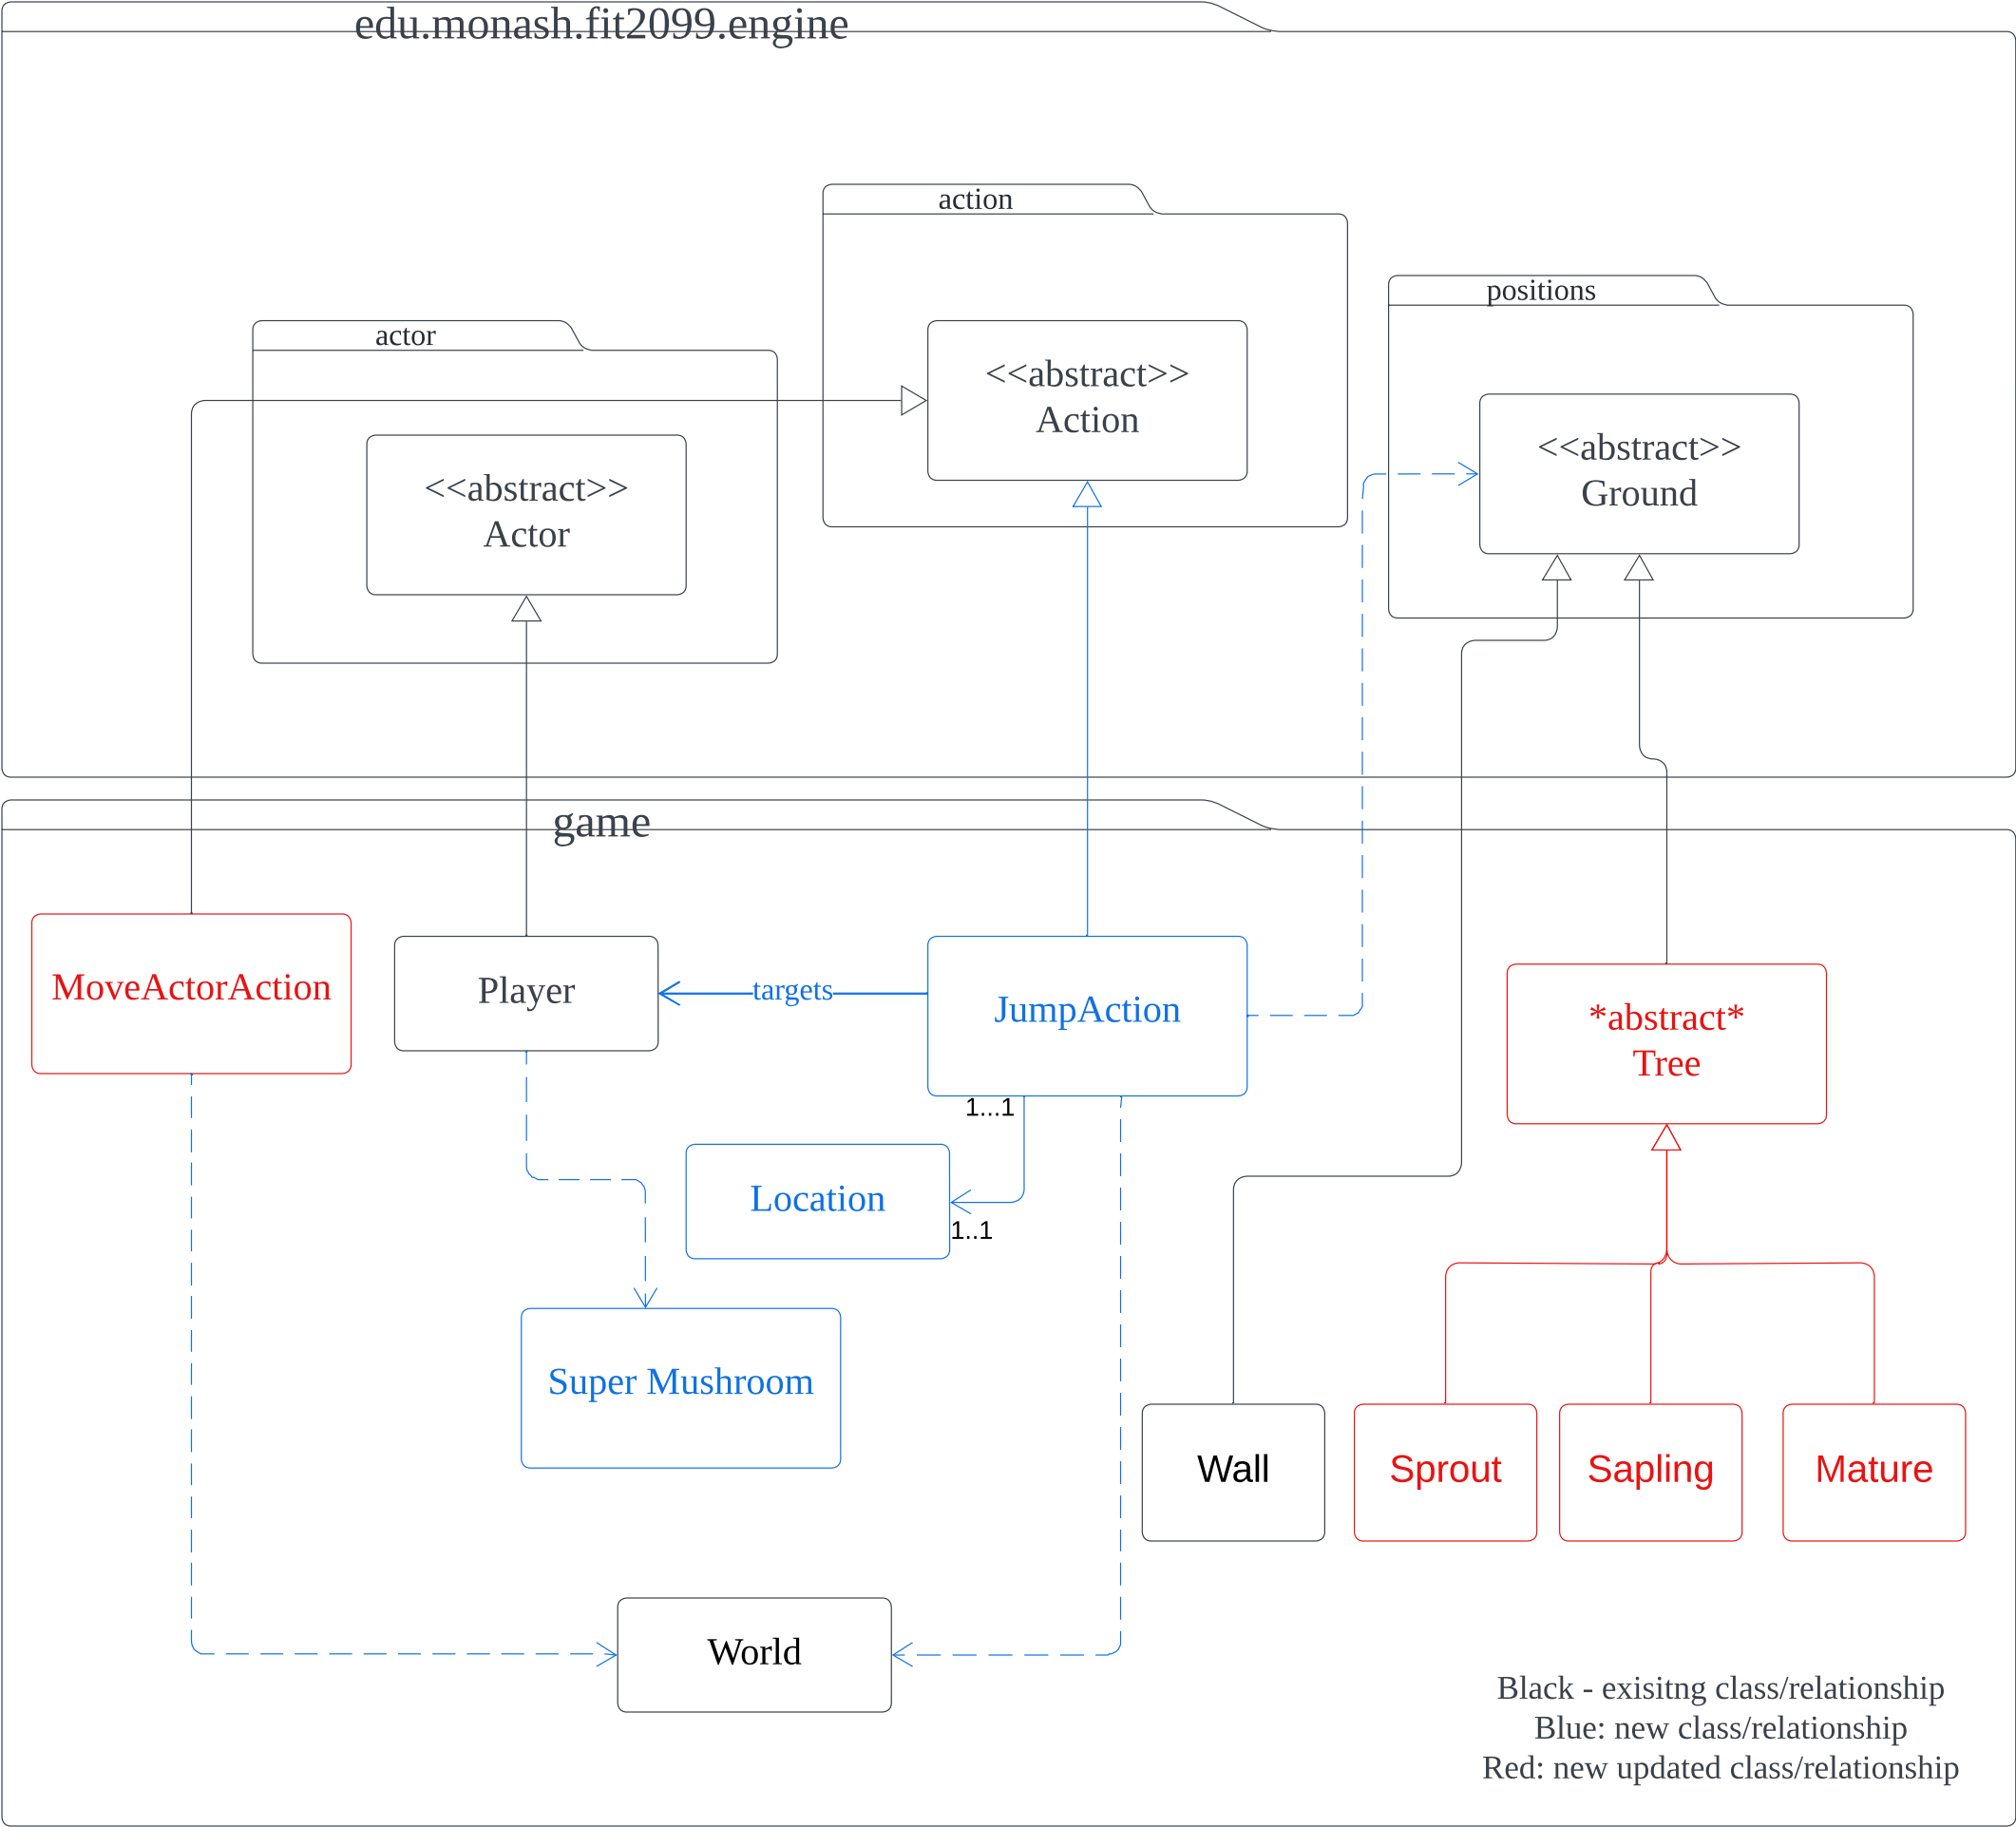 edu.monash.fit2099.engine
action
positions
actor
<<abstract>>
Action
<<abstract>>
Ground
<<abstract>>
Actor
game
MoveActorAction
Player
targets
JumpAction
*abstract*
Tree
1...1
Location
1..1
Super Mushroom
Wall
Sprout
Sapling
Mature
World
Black - exisitng class/relationship
Blue: new class/relationship
Red: new updated class/relationship